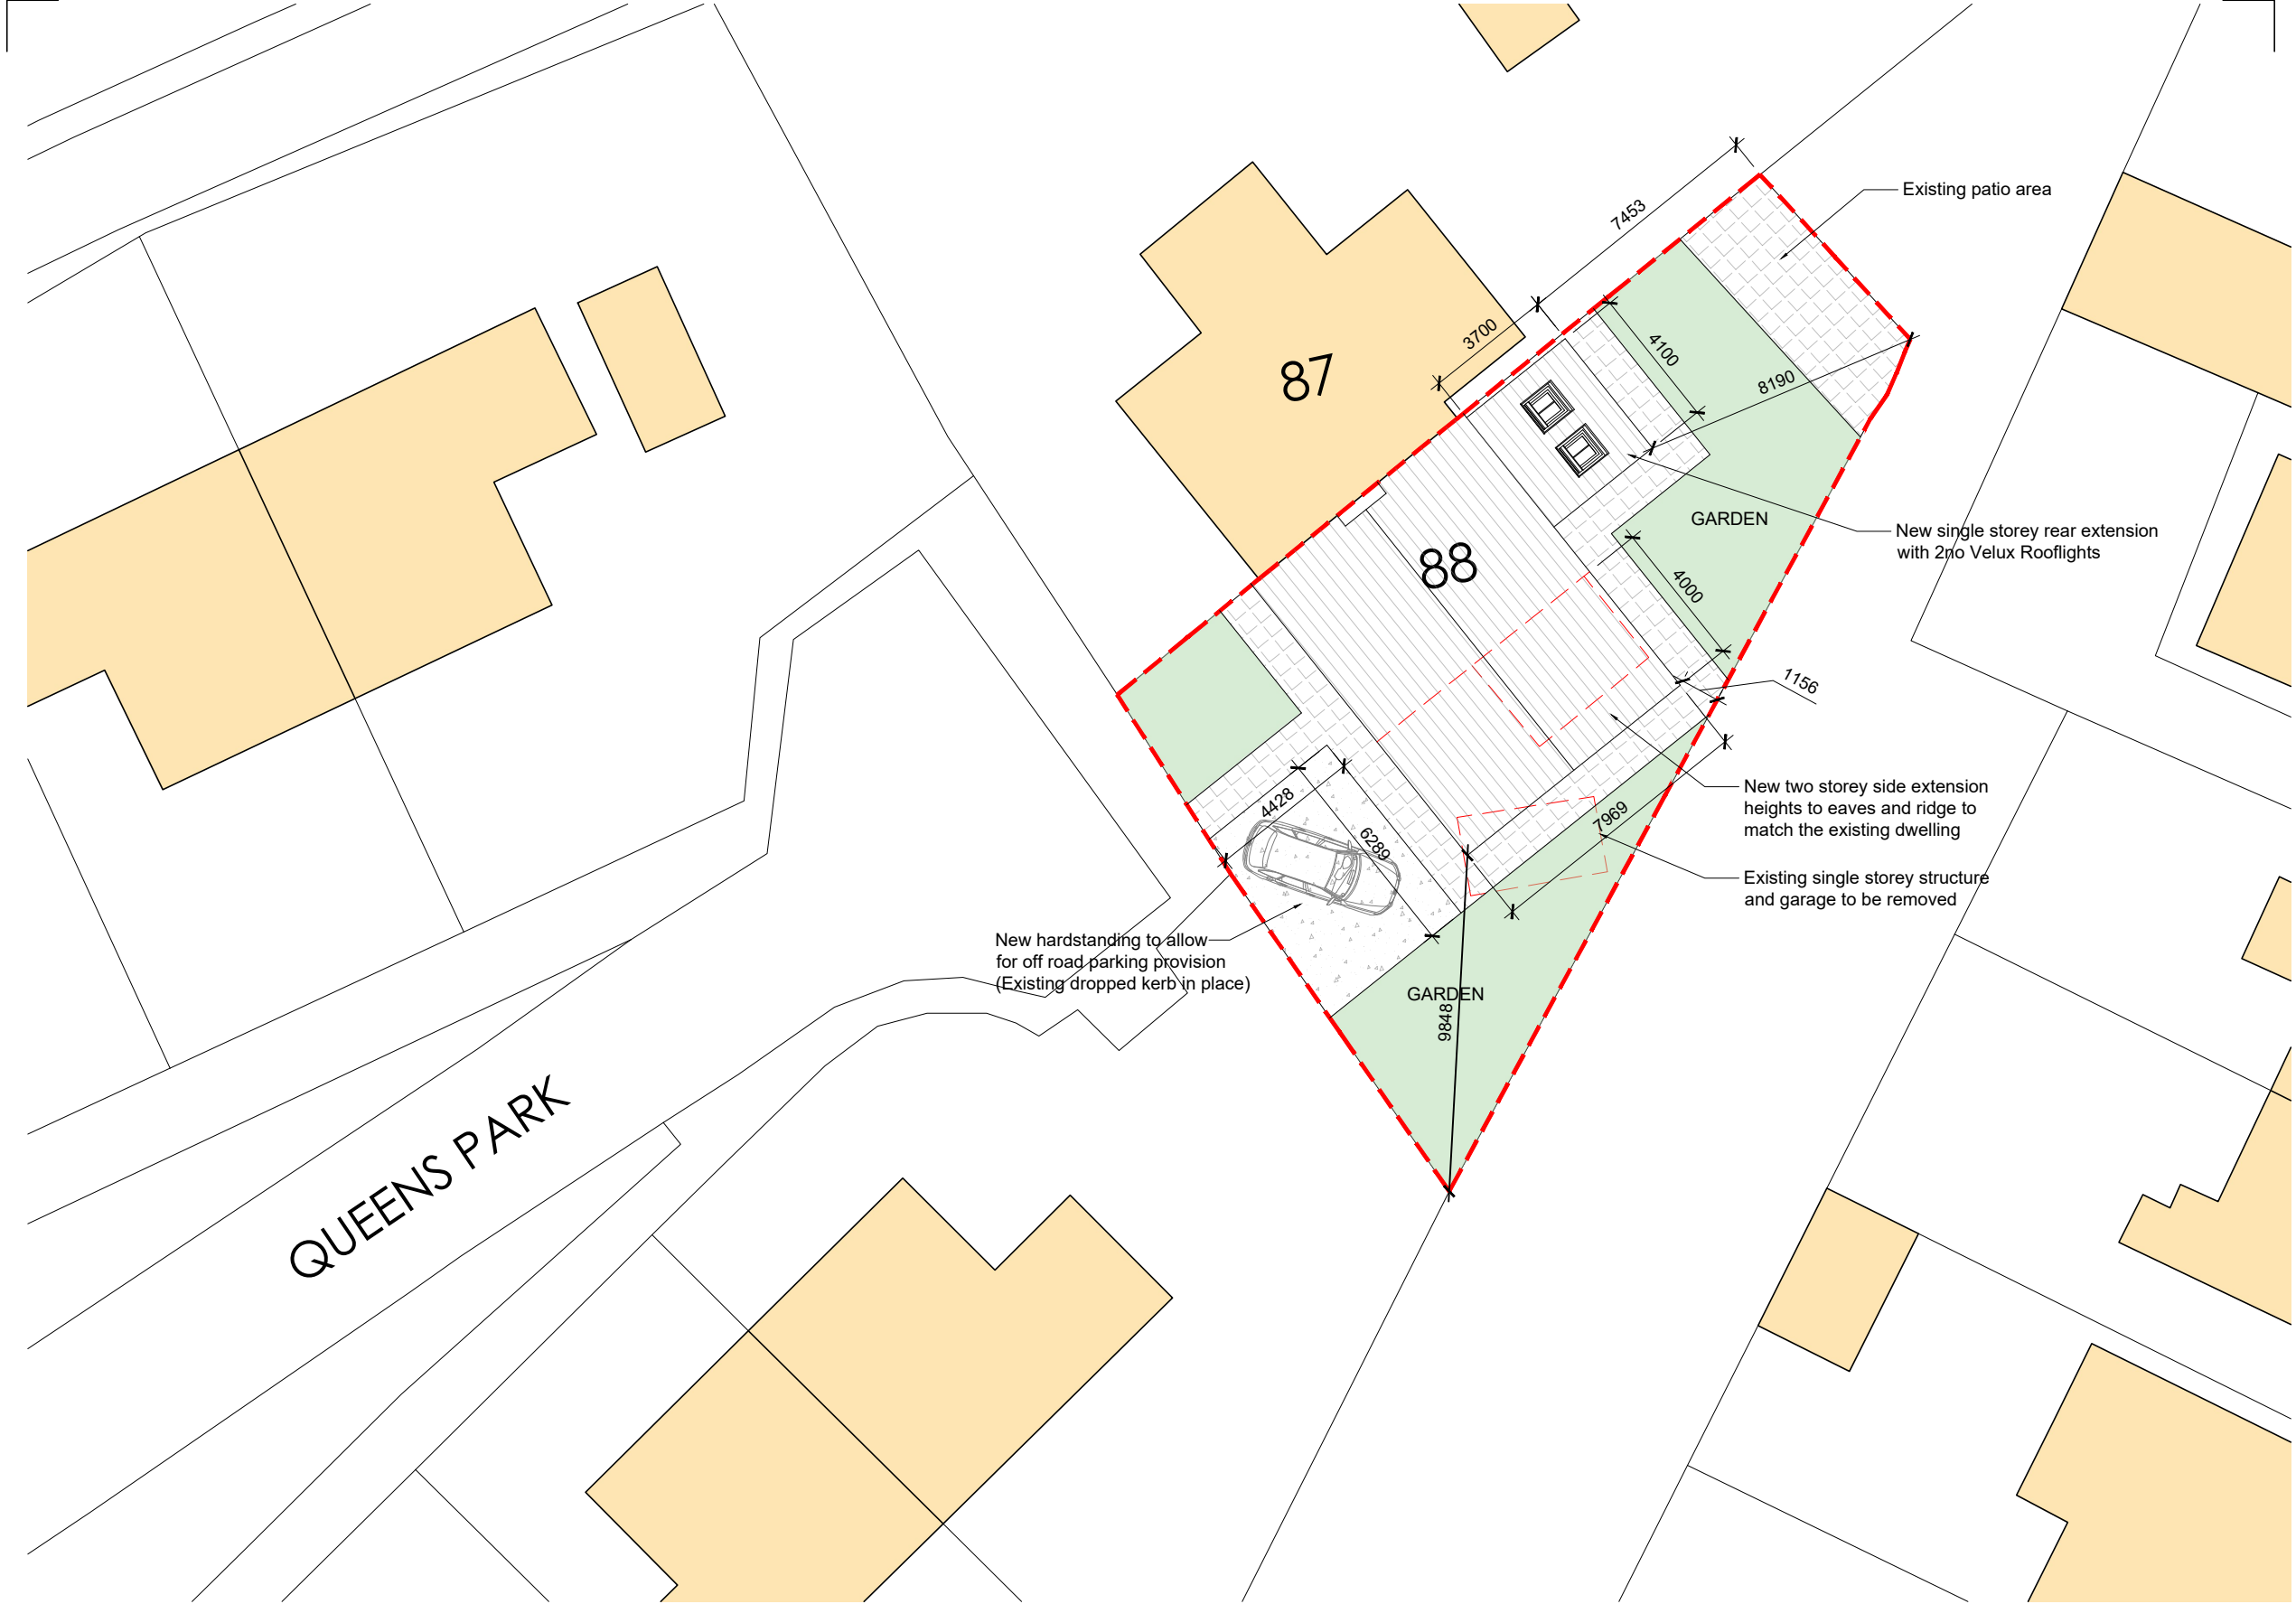 Existing patio area
7453
3700
4100
8190
87
88
GARDEN
New single storey rear extension
with 2no Velux Rooflights
4000
1156
New two storey side extension
heights to eaves and ridge to
match the existing dwelling
4428
6289
7969
Existing single storey structure
and garage to be removed
New hardstanding to allow
for off road parking provision
(Existing dropped kerb in place)
GARDEN
9848
QUEENS PARK